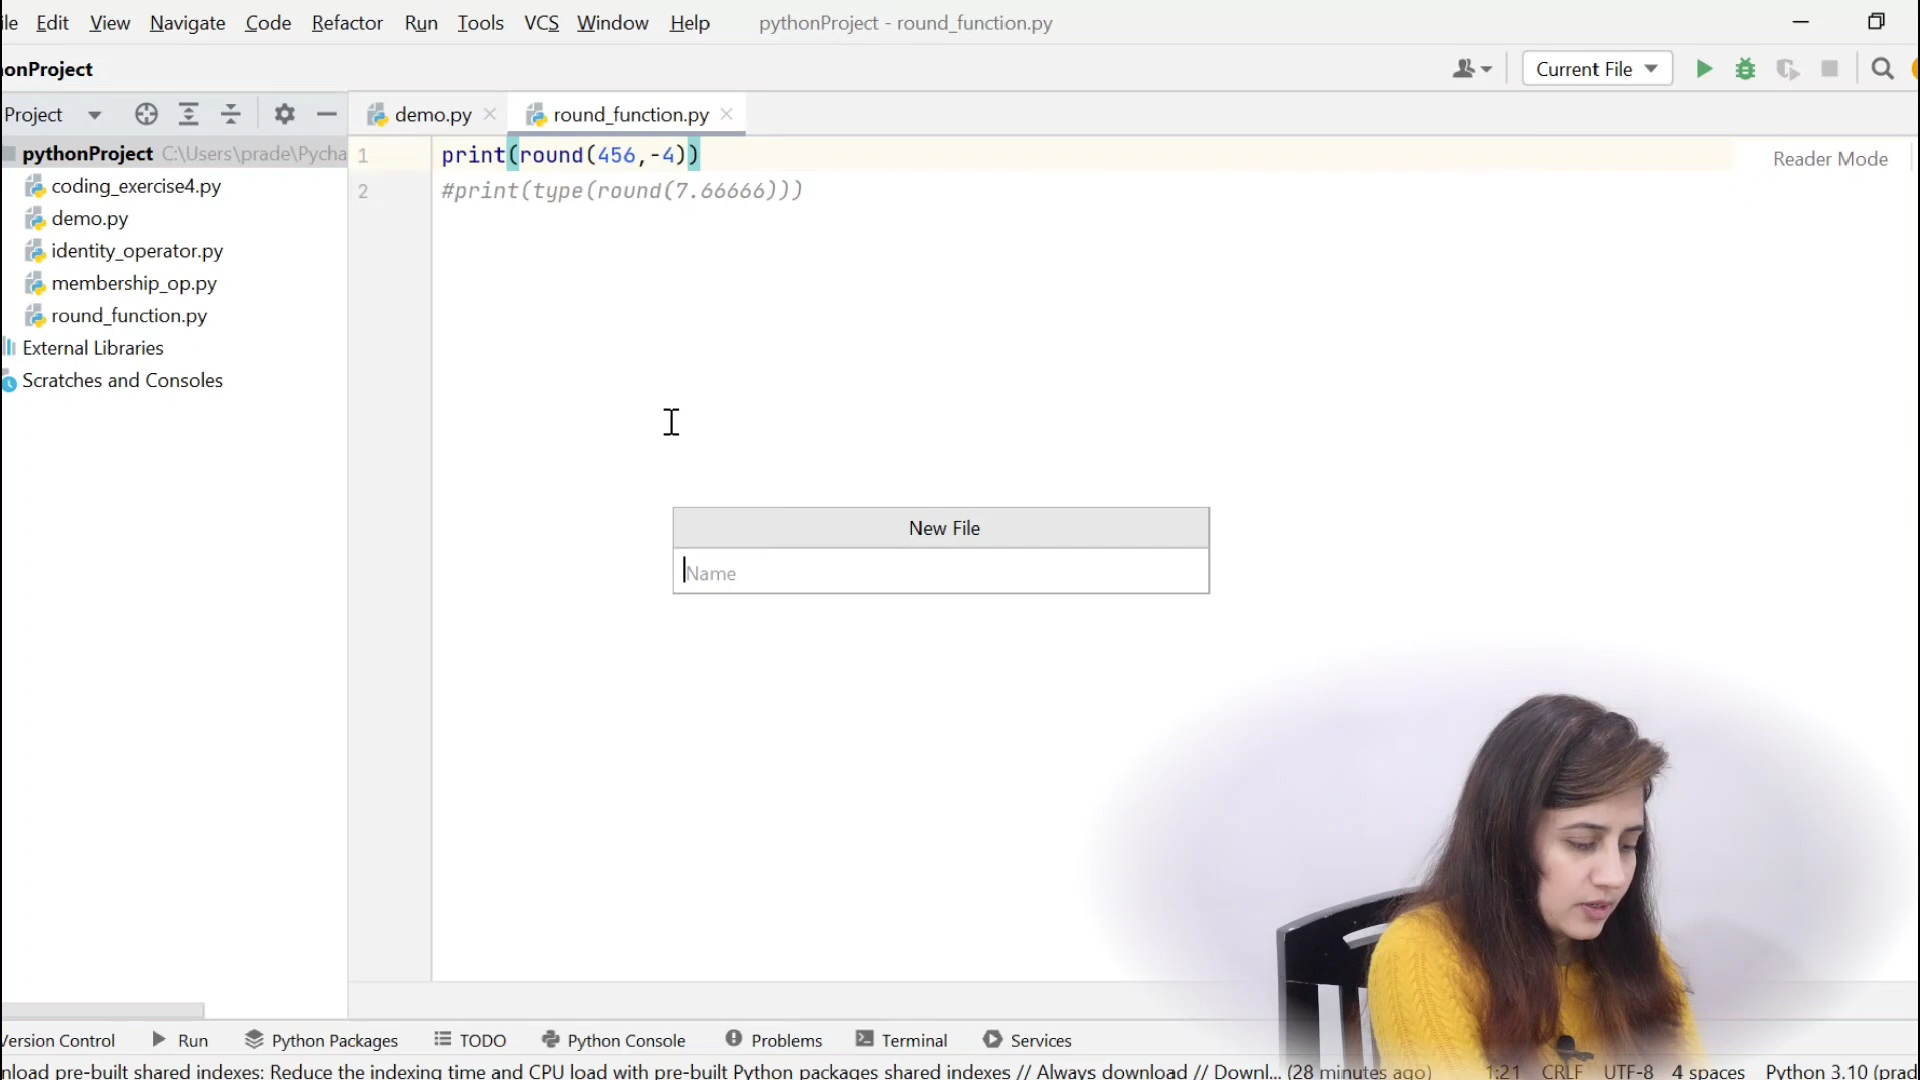 ile Edit View Navigate Code Refactor Run Tools VCS Window Help pythonProject - round_function.py
onProject Current File
Project demo.py round_function.py
pythonProject C:\Users\prade\Pycha 1 print(round(456,-4)) Reader Mode
coding_exercise4.py 2 #print(type(round(7.66666)))
demo.py
identity_operator.py
membership_op.py
round_function.py
External Libraries
Scratches and Consoles
New File
Name
Version Control Run Python Packages TODO Python Console Problems Terminal Services
nload pre-built shared indexes: Reduce the indexing time and CPU load with pre-built Python packages shared indexes // Always download // Downl... (28 minutes ago) 1:21 CRLF UTF-8 4 spaces Python 3.10 (prad